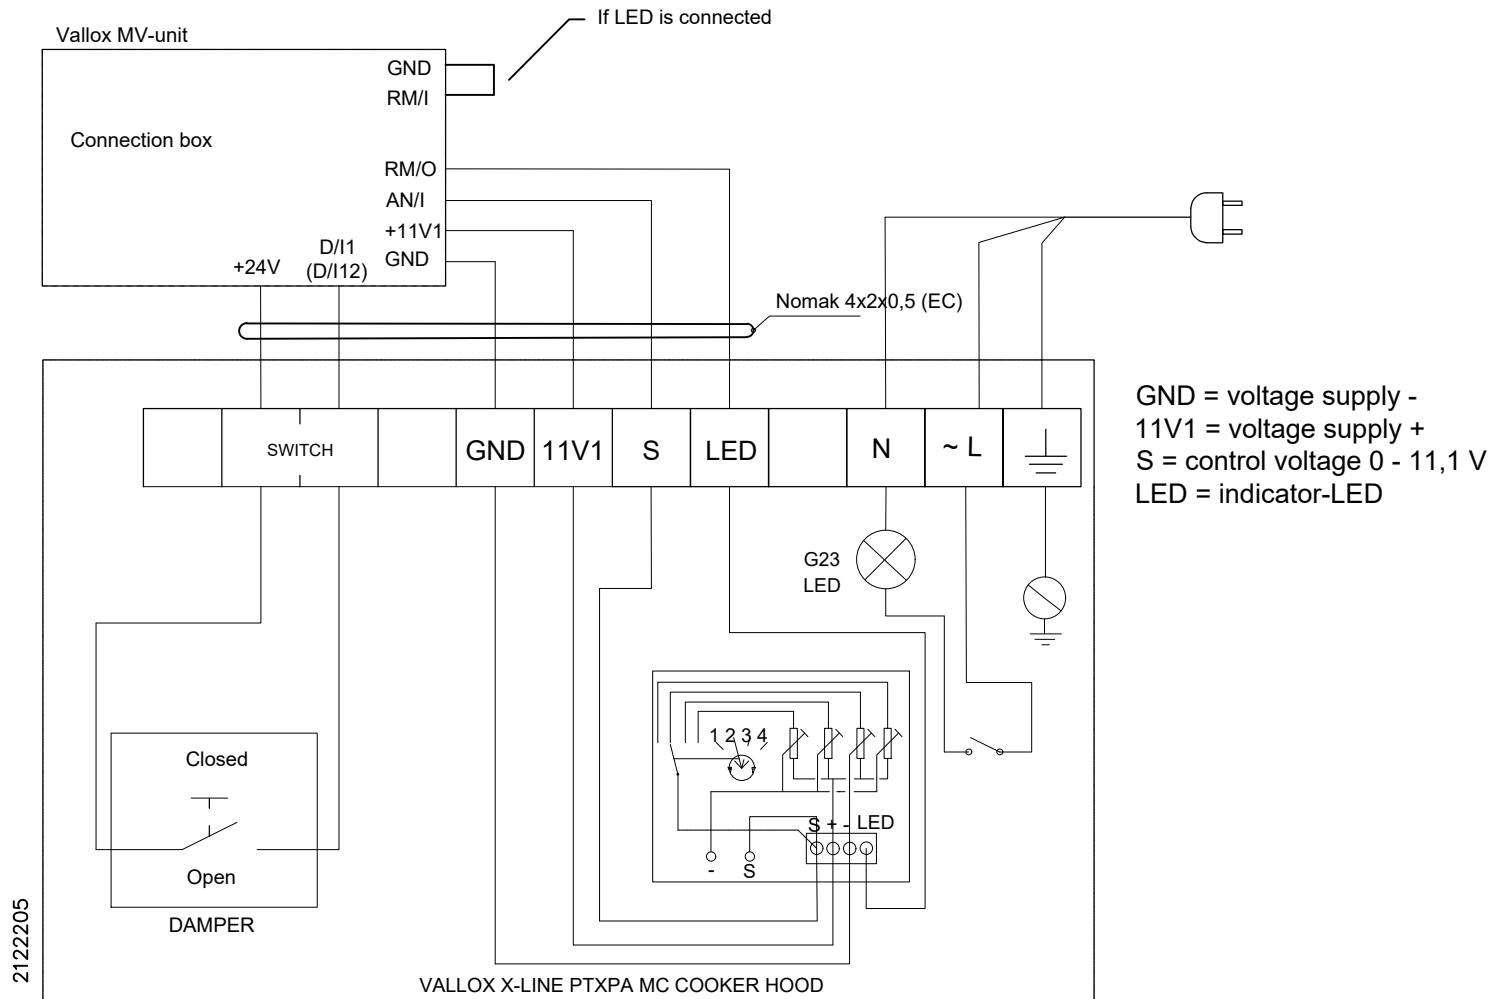 If LED is connected
Vallox MV-unit
GND
RM/I
Connection box
RM/O
AN/I
+11V1
GND
D/I1
(D/I12)
+24V
Nomak 4x2x0,5 (EC)
SWITCH
GND
11V1
S
LED
N
~ L
GND = voltage supply -
11V1 = voltage supply +
S = control voltage 0 - 11,1 V
LED = indicator-LED
G23
LED
1 2 3 4
S + - LED
- S
Closed
Open
DAMPER
2122205
VALLOX X-LINE PTXPA MC COOKER HOOD